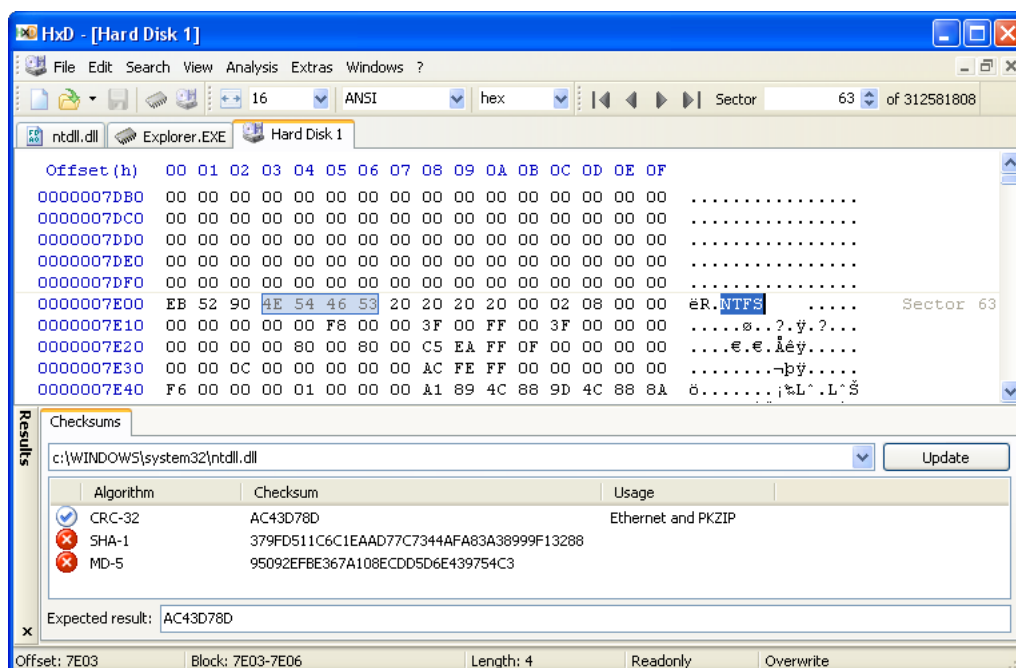 HxD - [Hard Disk 1]
File Edit Search View Analysis Extras Windows ?
16 ANSI hex Sector 63 of 312581808
ntdll.dll Explorer.EXE Hard Disk 1
Offset(h) 00 01 02 03 04 05 06 07 08 09 0A 0B 0C 0D 0E 0F
0000007DB0 00 00 00 00 00 00 00 00 00 00 00 00 00 00 00 00 ................
0000007DC0 00 00 00 00 00 00 00 00 00 00 00 00 00 00 00 00 ................
0000007DD0 00 00 00 00 00 00 00 00 00 00 00 00 00 00 00 00 ................
0000007DE0 00 00 00 00 00 00 00 00 00 00 00 00 00 00 00 00 ................
0000007DF0 00 00 00 00 00 00 00 00 00 00 00 00 00 00 00 00 ................
0000007E00 EB 52 90 4E 54 46 53 20 20 20 20 00 02 08 00 00 ëR.NTFS    ..... Sector 63
0000007E10 00 00 00 00 00 F8 00 00 3F 00 FF 00 3F 00 00 00 .....ø..?.ÿ.?...
0000007E20 00 00 00 00 80 00 80 00 C5 EA FF 0F 00 00 00 00 ....€.€.Åêÿ.....
0000007E30 00 00 0C 00 00 00 00 00 AC FE FF 00 00 00 00 00 ........¬þÿ.....
0000007E40 F6 00 00 00 01 00 00 00 A1 89 4C 88 9D 4C 88 8A ö.......¡‰Lˆ.LˆŠ
Results
Checksums
c:\WINDOWS\system32\ntdll.dll Update
Algorithm Checksum Usage
CRC-32 AC43D78D Ethernet and PKZIP
SHA-1 379FD511C6C1EAAD77C7344AFA83A38999F13288
MD-5 95092EFBE367A108ECDD5D6E439754C3
Expected result: AC43D78D
Offset: 7E03 Block: 7E03-7E06 Length: 4 Readonly Overwrite